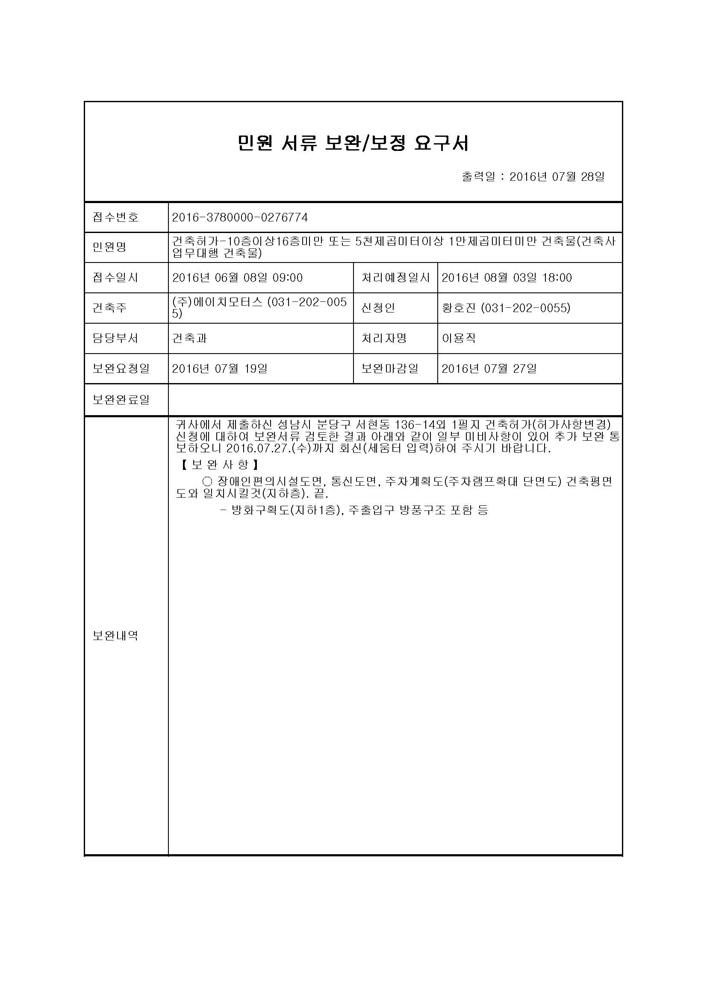 민원 서류 보완/보정 요구서
출력일 : 2016년 07월 28일
접수번호 2016-3780000-0276774
민원명 건축허가-10층이상16층미만 또는 5천제곱미터이상 1만제곱미터미만 건축물(건축사
업무대행 건축물)
접수일시 2016년 06월 08일 09:00 처리예정일시 2016년 08월 03일 18:00
건축주 (주)에이치모터스 (031-202-005
5) 신청인 황호진 (031-202-0055)
담당부서 건축과 처리자명 이용직
보완요청일 2016년 07월 19일 보완마감일 2016년 07월 27일
보완완료일
보완내역
귀사에서 제출하신 성남시 분당구 서현동 136-14외 1필지 건축허가(허가사항변경)
신청에 대하여 보완서류 검토한 결과 아래와 같이 일부 미비사항이 있어 추가 보완 통
보하오니 2016.07.27.(수)까지 회신(세움터 입력)하여 주시기 바랍니다.
【 보 완 사 항 】
○ 장애인편의시설도면, 통신도면, 주차계획도(주차램프확대 단면도) 건축평면
도와 일치시킬것(지하층). 끝.
- 방화구획도(지하1층), 주출입구 방풍구조 포함 등